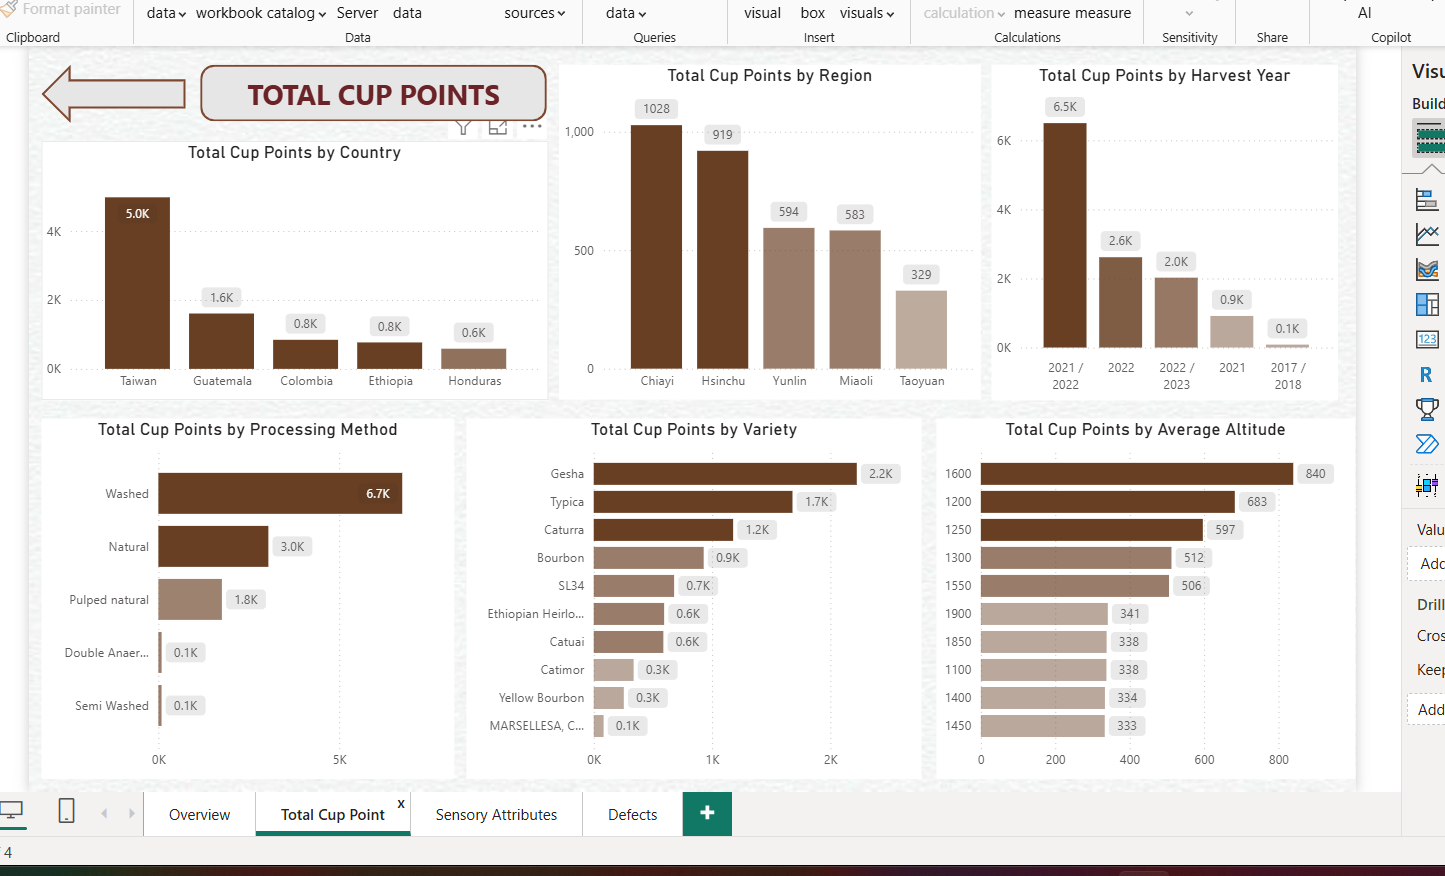 Format painter
data workbook catalog Server data sources data visual box visuals calculation measure measure AI
Clipboard Data Queries Insert Calculations Sensitivity Share Copilot
TOTAL CUP POINTS
Total Cup Points by Country
4K
2K
0K
5.0K
1.6K
0.8K
0.8K
0.6K
Taiwan Guatemala Colombia Ethiopia Honduras
Total Cup Points by Region
1,000
500
0
1028
919
594
583
329
Chiayi Hsinchu Yunlin Miaoli Taoyuan
Total Cup Points by Harvest Year
6K
4K
2K
0K
6.5K
2.6K
2.0K
0.9K
0.1K
2021 / 2022 2022 / 2021 2017 /
2022 2023 2018
Total Cup Points by Processing Method
Washed 6.7K
Natural 3.0K
Pulped natural 1.8K
Double Anaer... 0.1K
Semi Washed 0.1K
0K 5K
Total Cup Points by Variety
Gesha 2.2K
Typica 1.7K
Caturra 1.2K
Bourbon 0.9K
SL34 0.7K
Ethiopian Heirlo... 0.6K
Catuai 0.6K
Catimor 0.3K
Yellow Bourbon 0.3K
MARSELLESA, C... 0.1K
0K 1K 2K
Total Cup Points by Average Altitude
1600 840
1200 683
1250 597
1300 512
1550 506
1900 341
1850 338
1100 338
1400 334
1450 333
0 200 400 600 800
Visu
Build
123
R
Valu
Add
Drill
Cros
Keep
Add
Overview Total Cup Point x Sensory Attributes Defects +
4